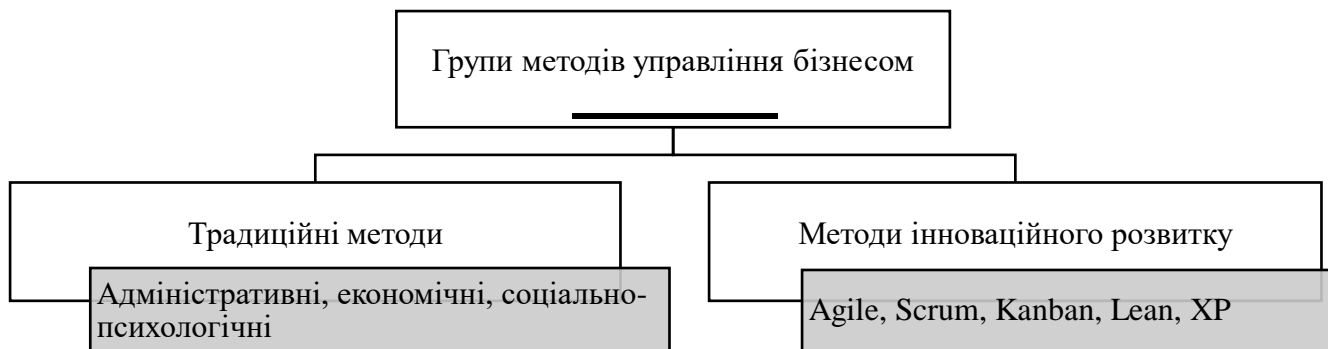 Групи методів управління бізнесом
Традиційні методи
Адміністративні, економічні, соціально-
психологічні
Методи інноваційного розвитку
Agile, Scrum, Kanban, Lean, XP